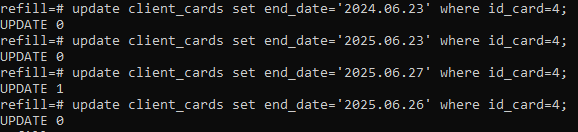 refill=# update client_cards set end_date='2024.06.23' where id_card=4;
UPDATE 0
refill=# update client_cards set end_date='2025.06.23' where id_card=4;
UPDATE 0
refill=# update client_cards set end_date='2025.06.27' where id_card=4;
UPDATE 1
refill=# update client_cards set end_date='2025.06.26' where id_card=4;
UPDATE 0